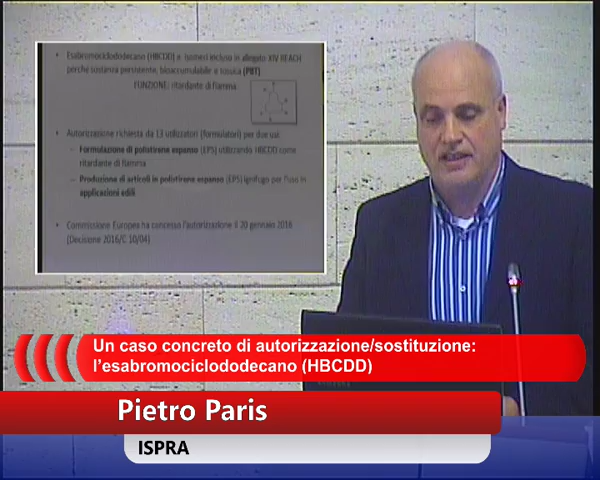 Esabromociclododecano (HBCDD) e isomeri incluso in allegato XIV REACH
perché sostanza persistente, bioaccumulabile e tossica (PBT)
FUNZIONE: ritardante di fiamma
Autorizzazione richiesta da 13 utilizzatori (formulatori) per due usi:
Formulazione di polistirene espanso (EPS) utilizzando HBCDD come
ritardante di fiamma
Produzione di articoli in polistirene espanso (EPS) ignifugo per l'uso in
applicazioni edili
Commissione Europea ha concesso l'autorizzazione il 20 gennaio 2016
(Decisione 2016/C 10/04)
Un caso concreto di autorizzazione/sostituzione:
l'esabromociclododecano (HBCDD)
Pietro Paris
ISPRA